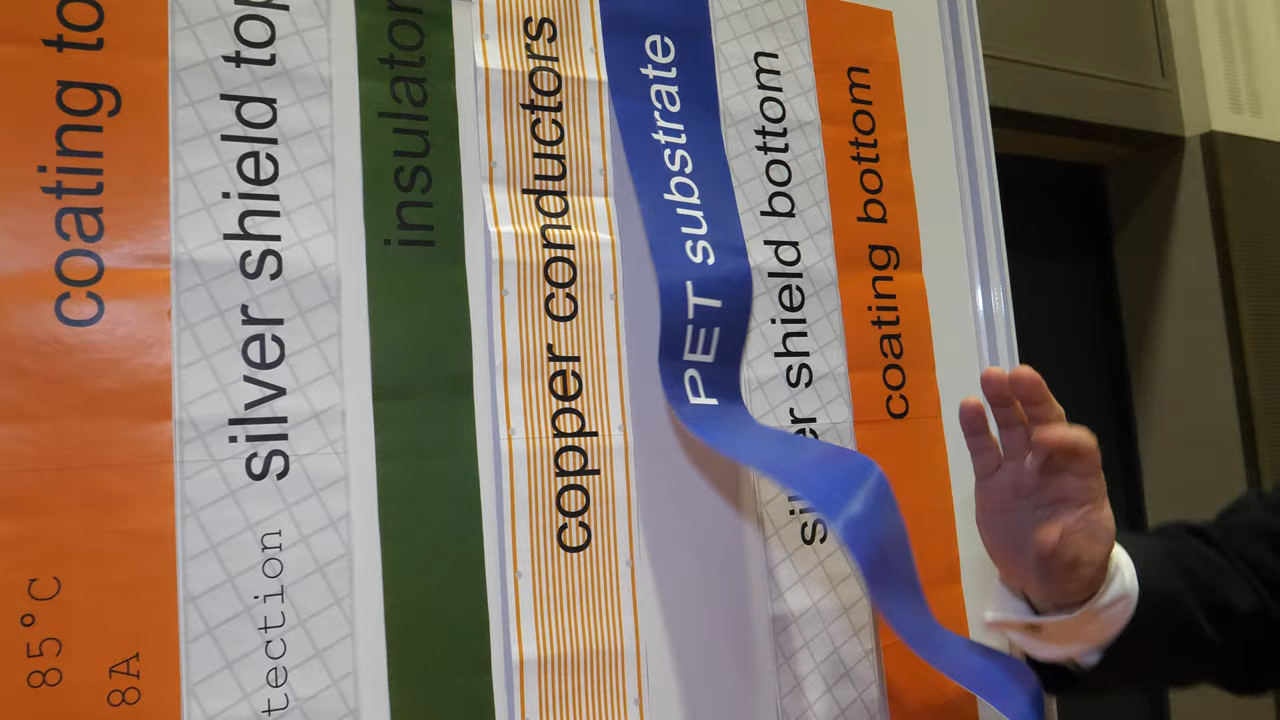 coating to
85°C
8A
silver shield top
tection
insulator
copper conductors
PET substrate
silver shield bottom
coating bottom